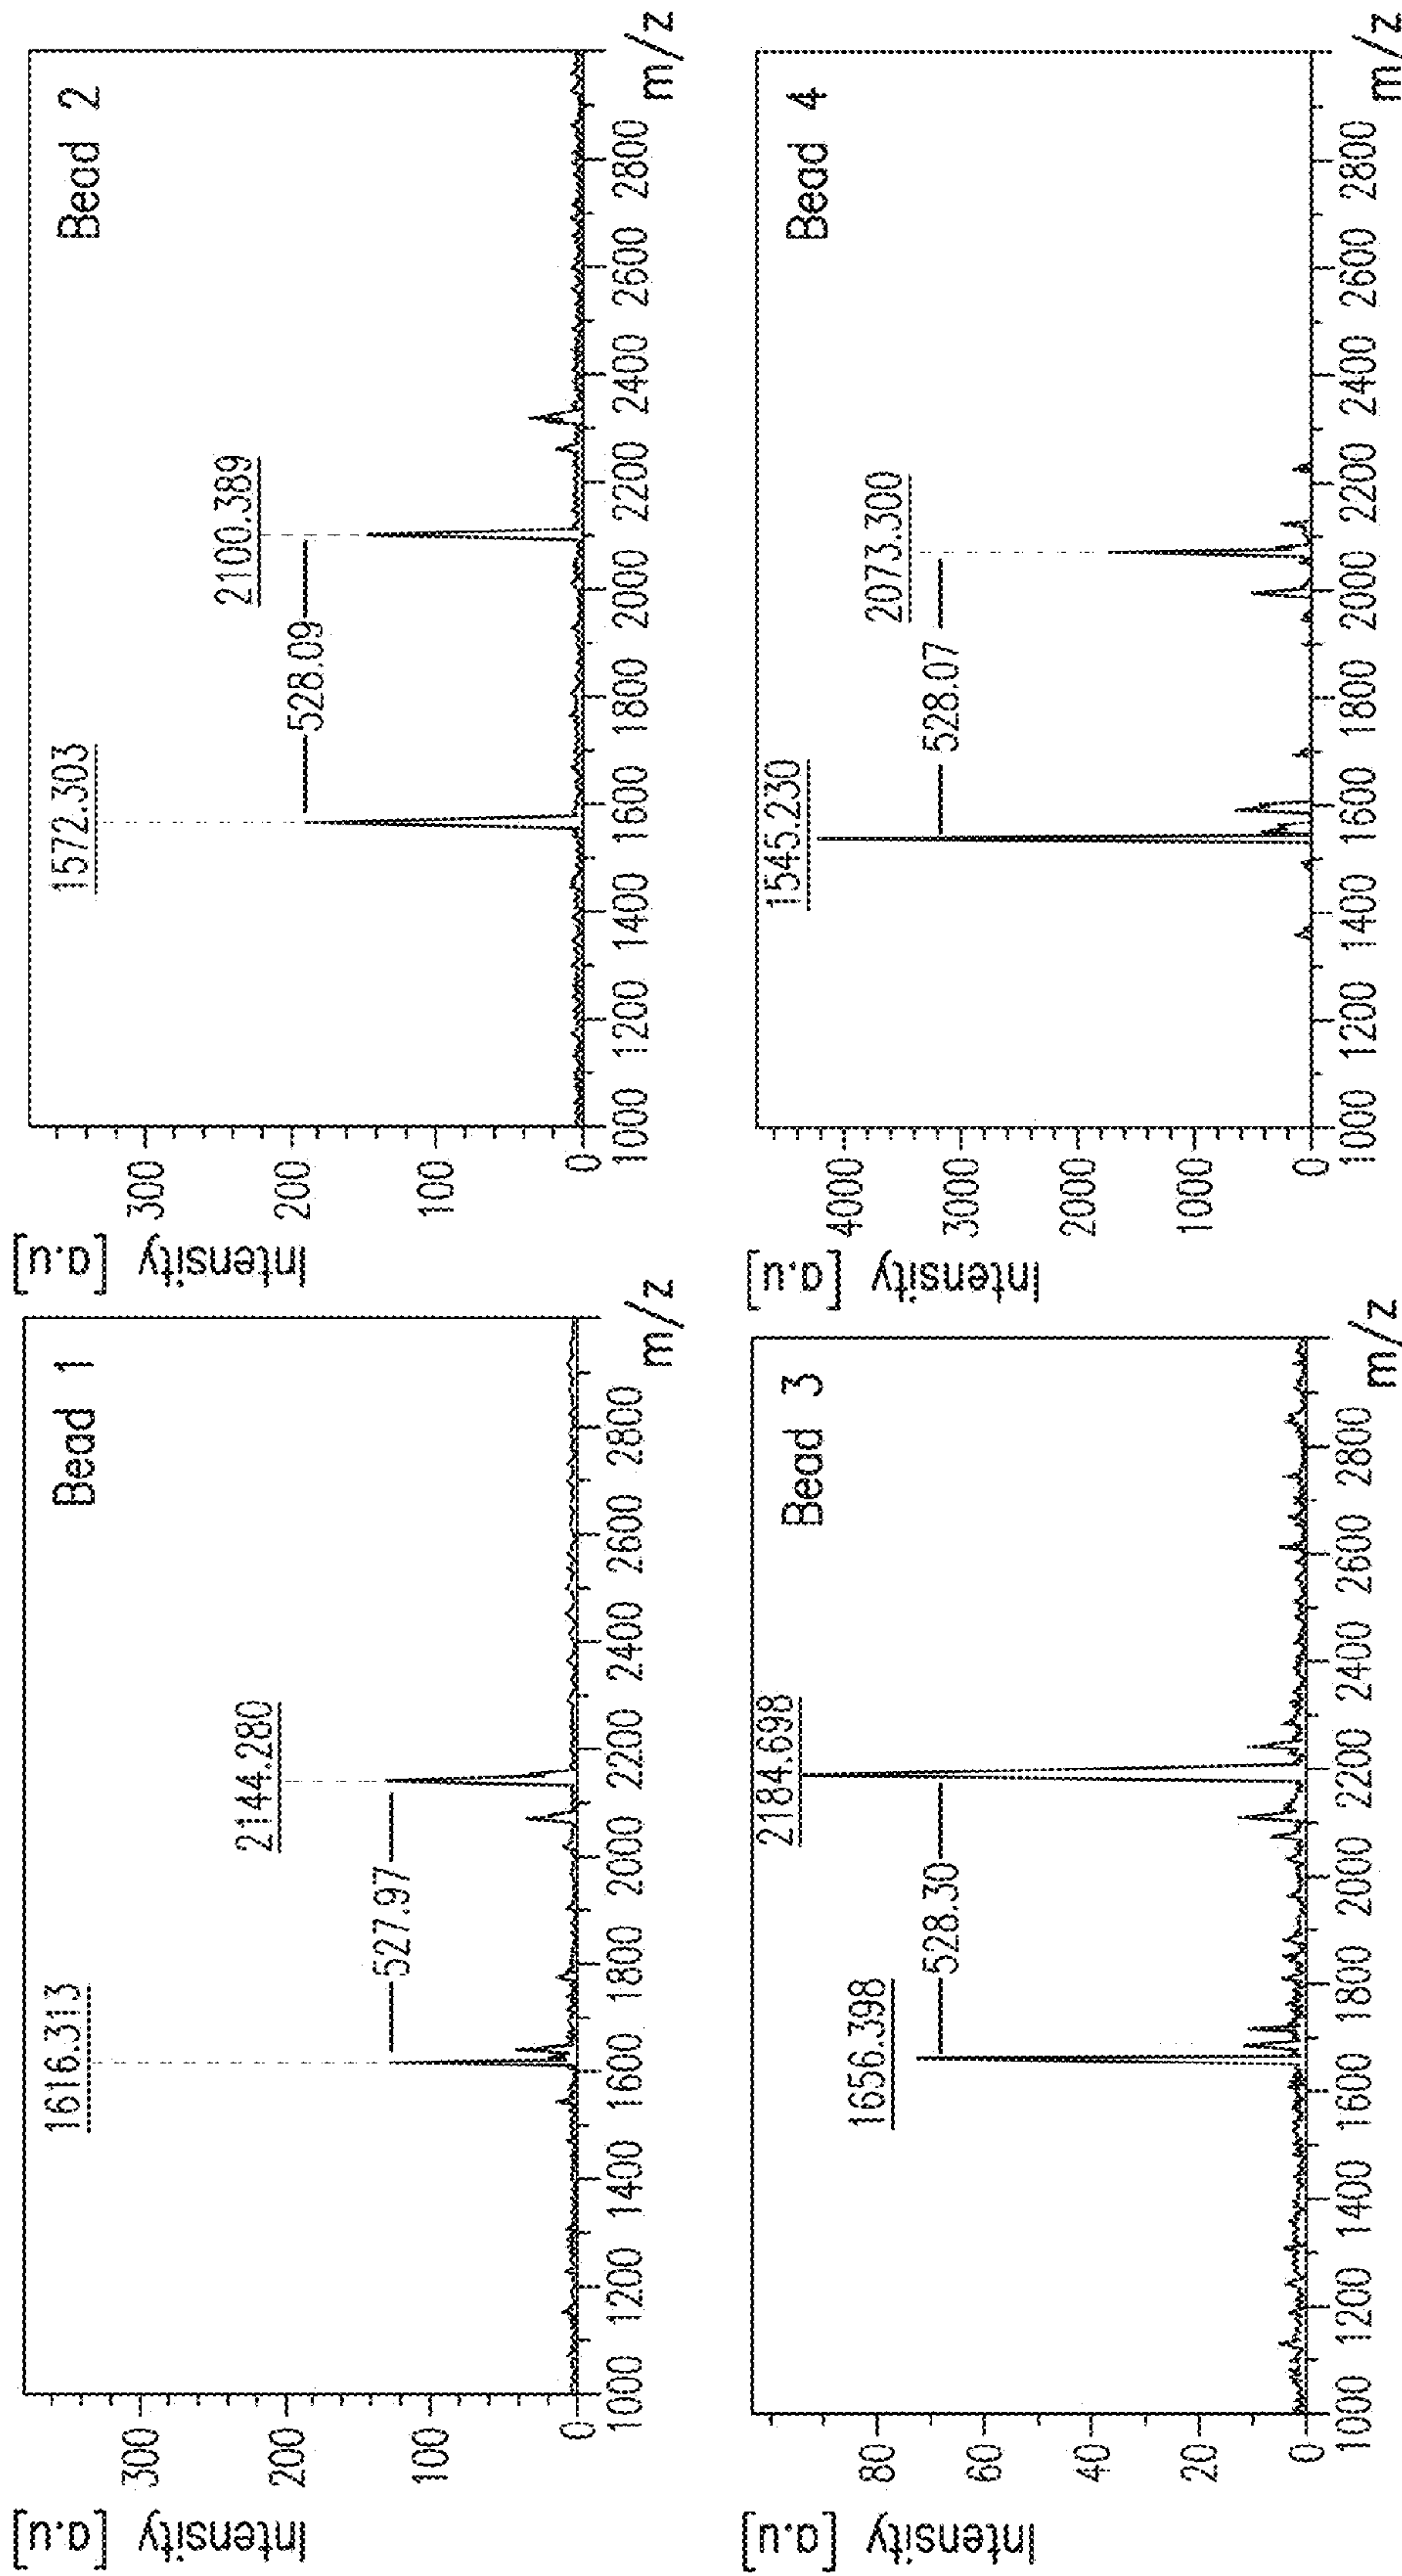 Bead 1
Intensity [a.u]
300
200
100
0
1616.313
527.97
2144.280
1000 1200 1400 1600 1800 2000 2200 2400 2600 2800
m/z
Bead 2
Intensity [a.u]
300
200
100
0
1572.303
528.09
2100.389
1000 1200 1400 1600 1800 2000 2200 2400 2600 2800
m/z
Bead 3
Intensity [a.u]
80
60
40
20
0
1656.398
528.30
2184.698
1000 1200 1400 1600 1800 2000 2200 2400 2600 2800
m/z
Bead 4
Intensity [a.u]
4000
3000
2000
1000
0
1545.230
528.07
2073.300
1000 1200 1400 1600 1800 2000 2200 2400 2600 2800
m/z